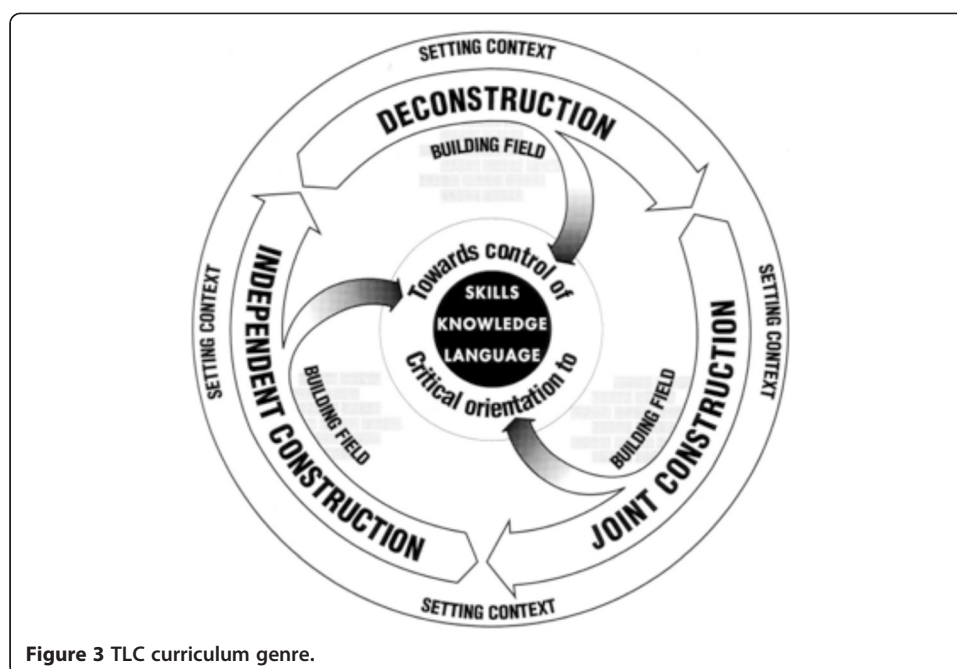 SETTING CONTEXT
DECONSTRUCTION
BUILDING FIELD
Towards control of
SKILLS
KNOWLEDGE
LANGUAGE
Critical orientation to
SETTING CONTEXT
INDEPENDENT CONSTRUCTION
BUILDING FIELD
SETTING CONTEXT
JOINT CONSTRUCTION
BUILDING FIELD
SETTING CONTEXT
Figure 3 TLC curriculum genre.